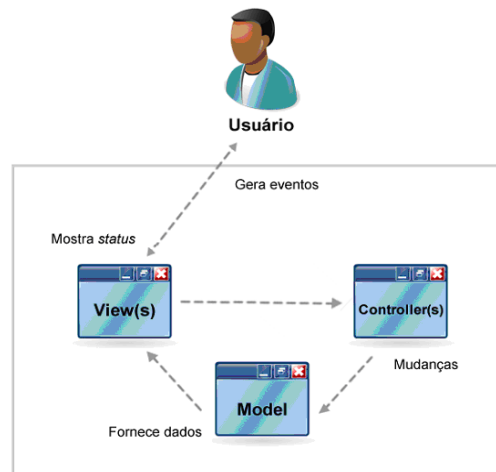 Usuário
Gera eventos
Mostra status
View(s)
Controller(s)
Mudanças
Model
Fornece dados